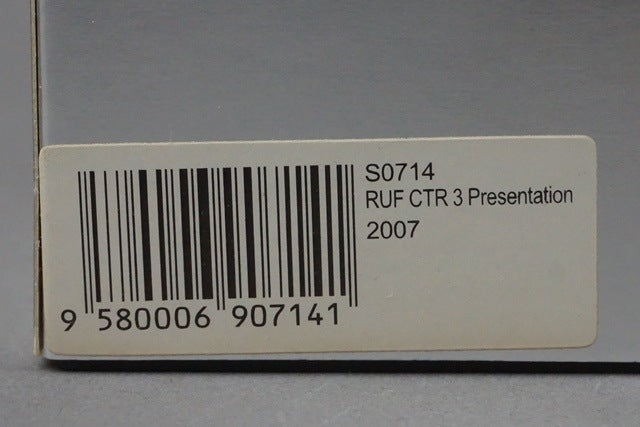 S0714
RUF CTR 3 Presentation
2007
9 580006 907141